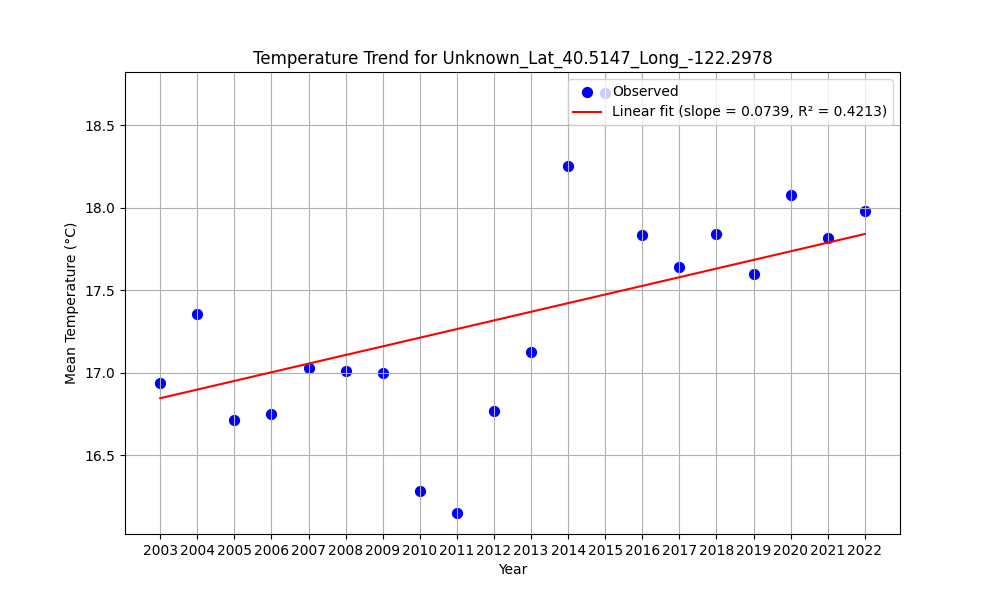 Temperature Trend for Unknown_Lat_40.5147_Long_-122.2978
Observed
Linear fit (slope = 0.0739, R² = 0.4213)
Mean Temperature (°C)
18.5
18.0
17.5
17.0
16.5
2003 2004 2005 2006 2007 2008 2009 2010 2011 2012 2013 2014 2015 2016 2017 2018 2019 2020 2021 2022
Year